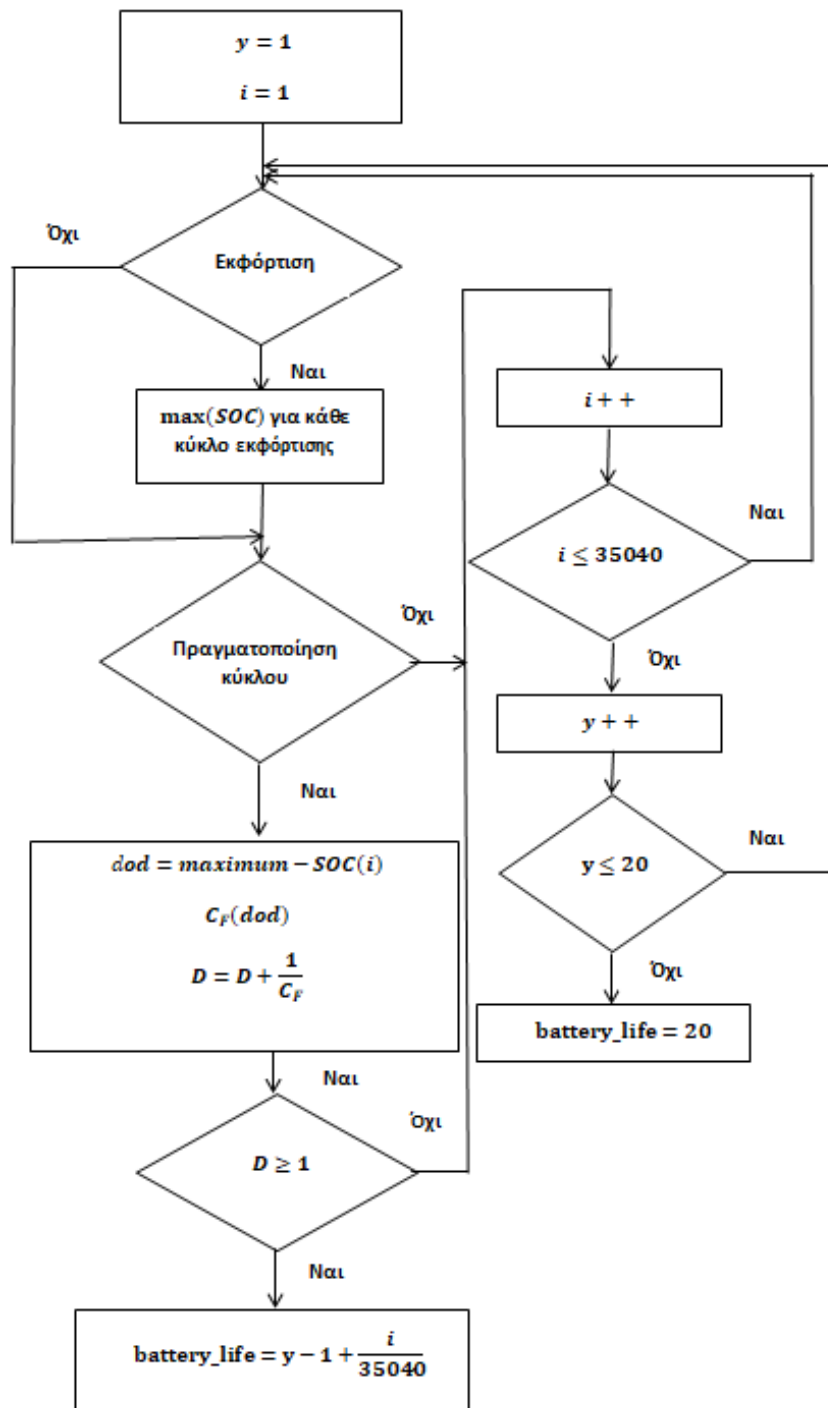 y = 1
i = 1
Όχι
Εκφόρτιση
Ναι
max(SOC) για κάθε
κύκλο εκφόρτισης
i + +
Ναι
i ≤ 35040
Όχι
Πραγματοποίηση
κύκλου
Όχι
y + +
Ναι
Ναι
y ≤ 20
dod = maximum − SOC(i)
C_F(dod)
D = D + 1/C_F
Όχι
battery_life = 20
Ναι
Όχι
D ≥ 1
Ναι
battery_life = y − 1 + i/35040